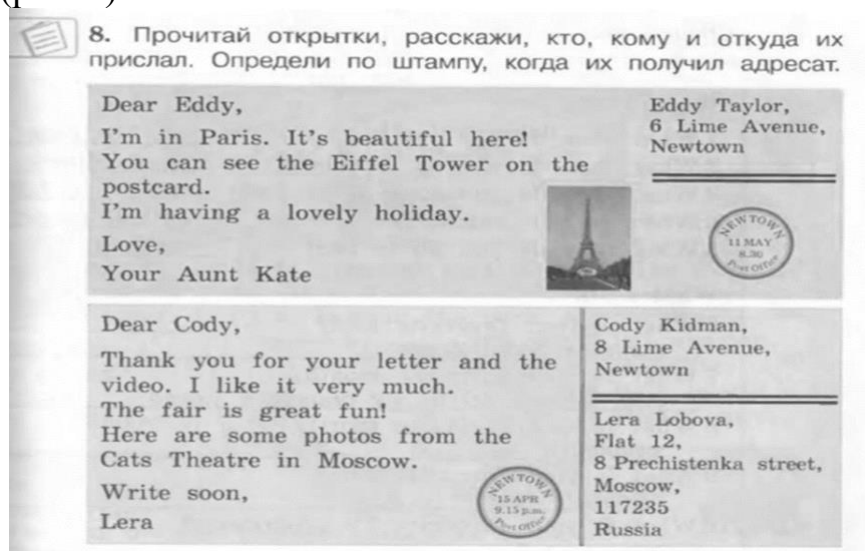 8. Прочитай открытки, расскажи, кто, кому и откуда их
прислал. Определи по штампу, когда их получил адресат.
Dear Eddy,
I'm in Paris. It's beautiful here!
You can see the Eiffel Tower on the
postcard.
I'm having a lovely holiday.
Love,
Your Aunt Kate
Eddy Taylor,
6 Lime Avenue,
Newtown
NEWTOWN
11 MAY
8.30
Post Office
Dear Cody,
Thank you for your letter and the
video. I like it very much.
The fair is great fun!
Here are some photos from the
Cats Theatre in Moscow.
Write soon,
Lera
NEWTOWN
15 APR
9.15 p.m.
Post Office
Cody Kidman,
8 Lime Avenue,
Newtown
Lera Lobova,
Flat 12,
8 Prechistenka street,
Moscow,
117235
Russia